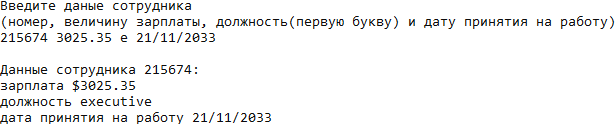 Введите даные сотрудника
(номер, величину зарплаты, должность(первую букву) и дату принятия на работу)
215674 3025.35 e 21/11/2033
Данные сотрудника 215674:
зарплата $3025.35
должность executive
дата принятия на работу 21/11/2033